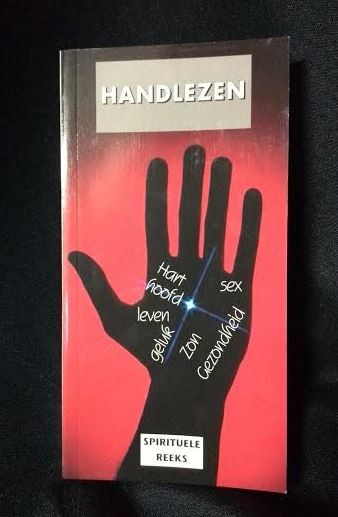 HANDLEZEN
Hart
hoofd
sex
leven
geluk
Zon
Gezondheid
SPIRITUELE
REEKS